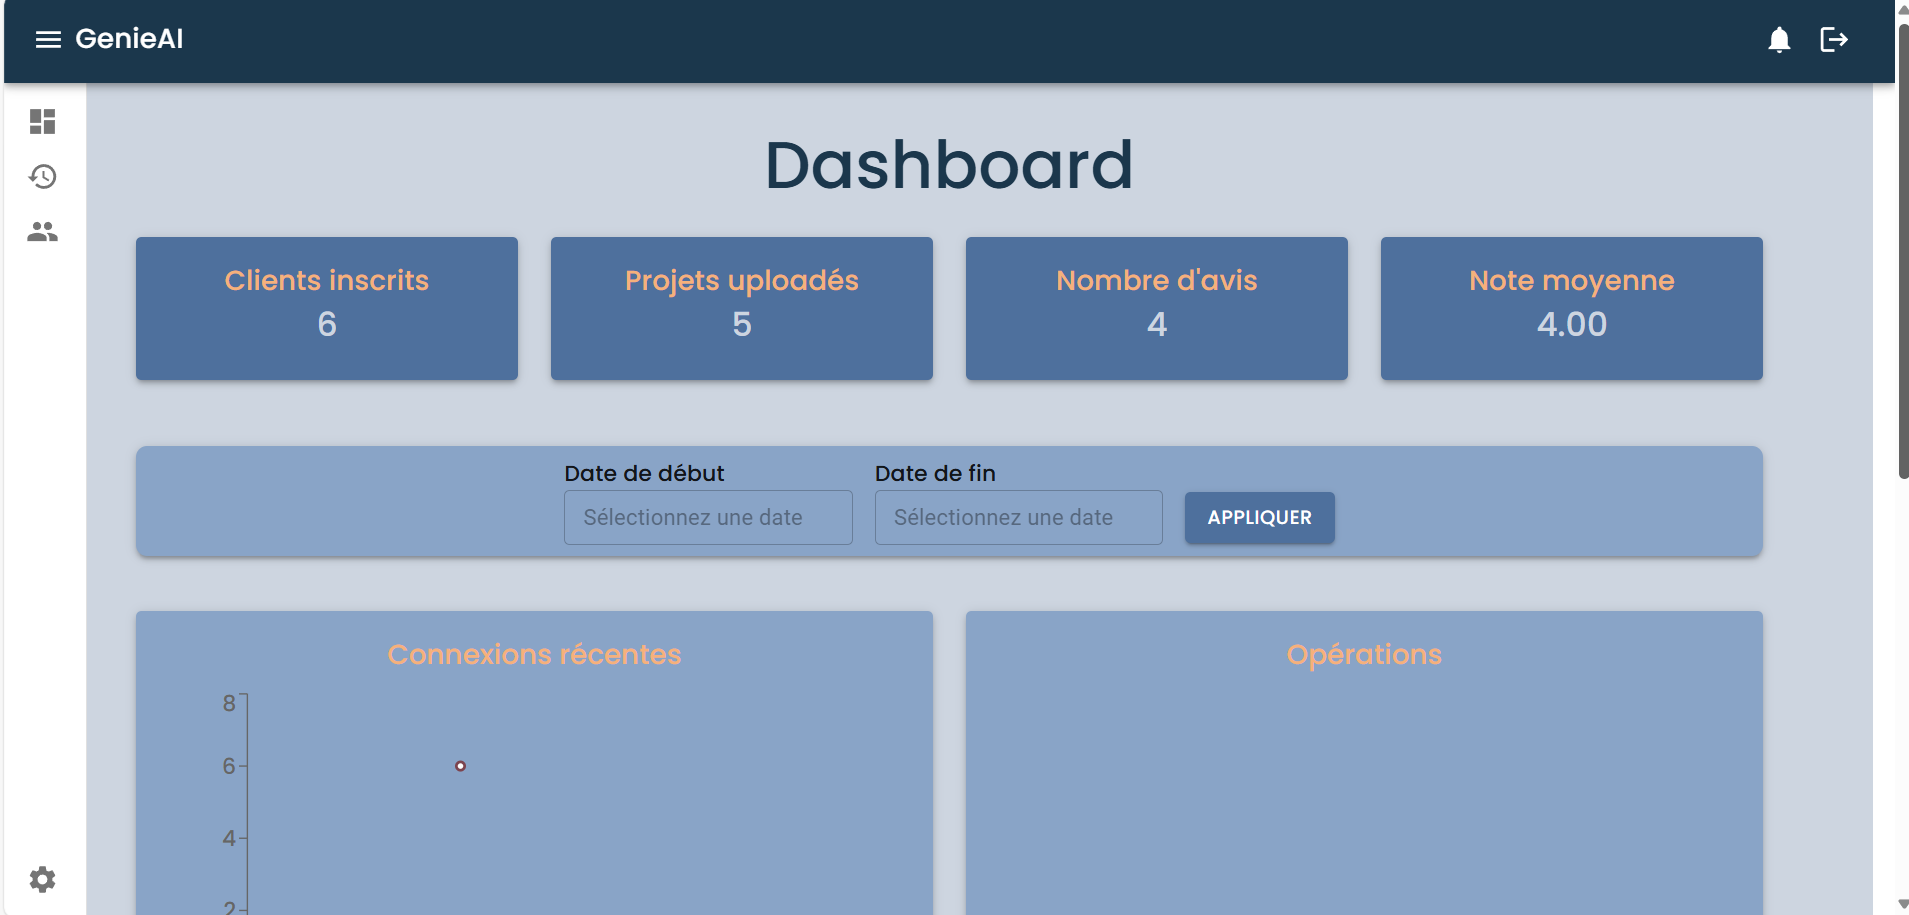 GenieAI
Dashboard
Clients inscrits
6
Projets uploadés
5
Nombre d'avis
4
Note moyenne
4.00
Date de début
Sélectionnez une date
Date de fin
Sélectionnez une date
APPLIQUER
Connexions récentes
8
6
4
2
Opérations